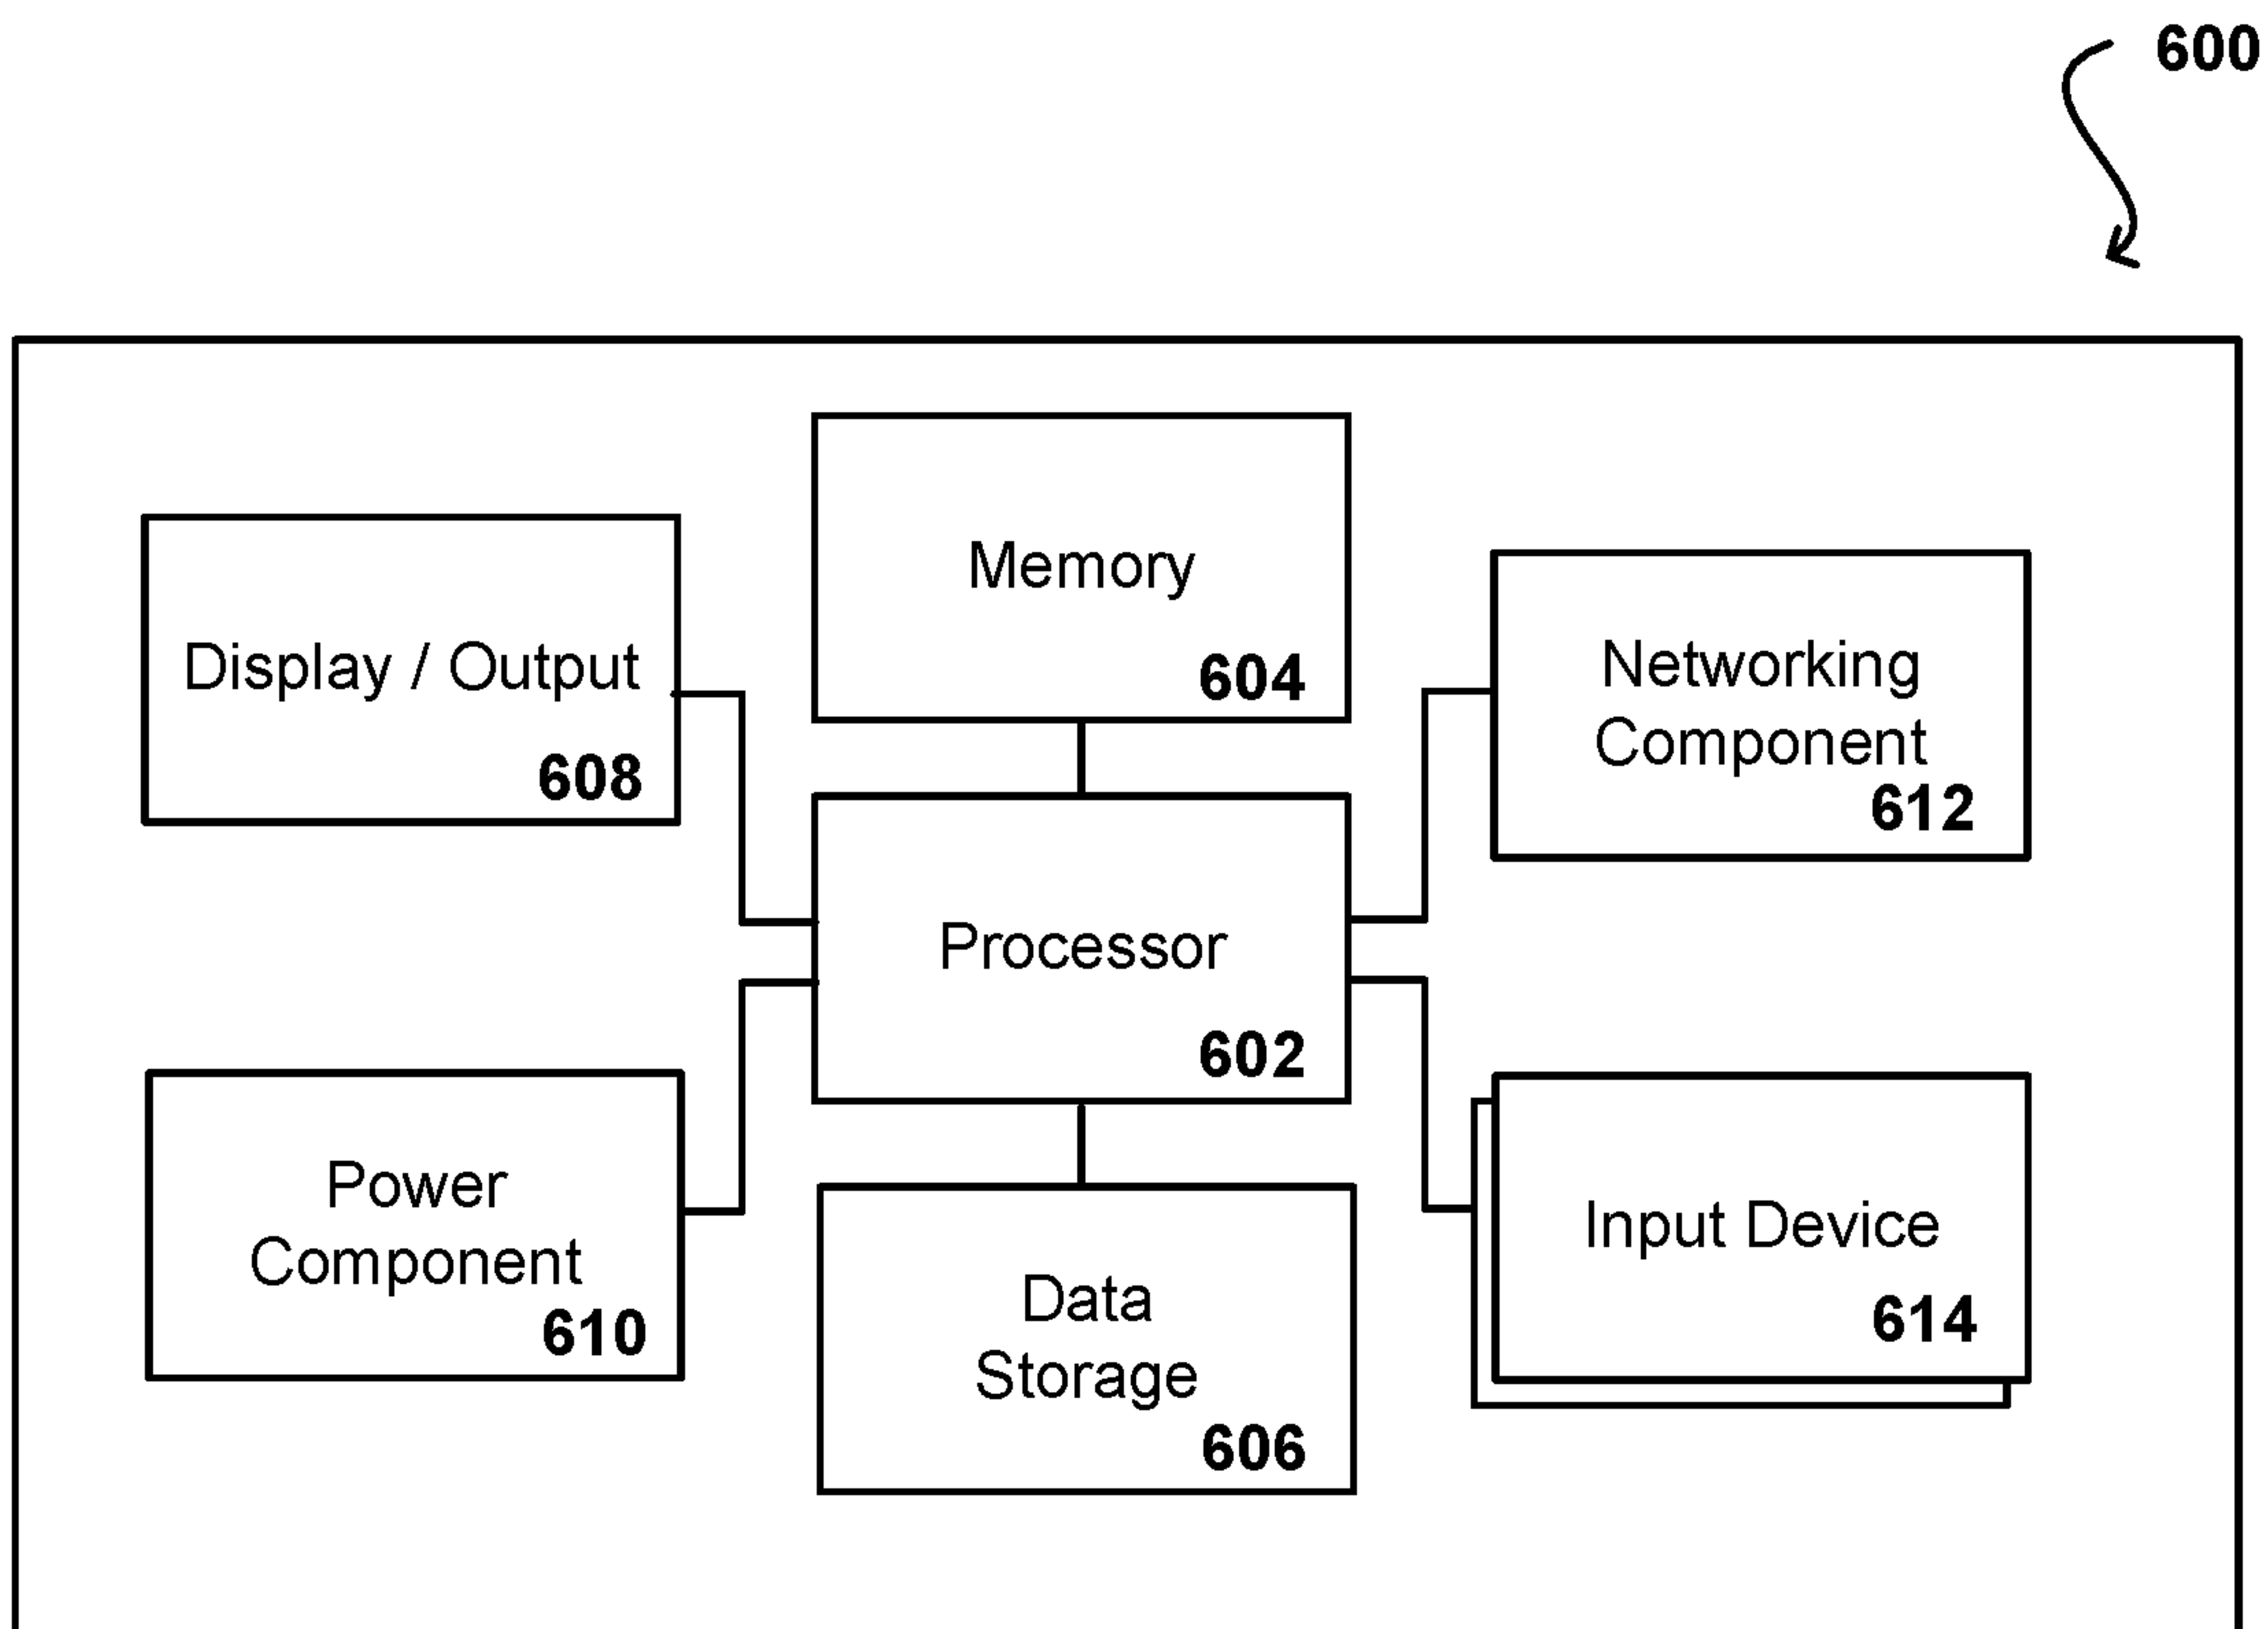 600
Memory
604
Display / Output
608
Networking
Component
612
Processor
602
Power
Component
610
Input Device
614
Data
Storage
606